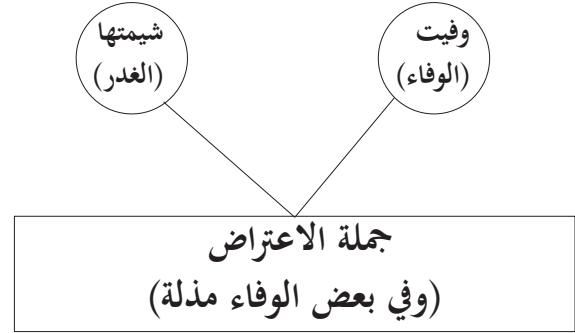 وفيت
(الوفاء)
شيمتها
(الغدر)
جملة الاعتراض
(وفي بعض الوفاء مذلة)